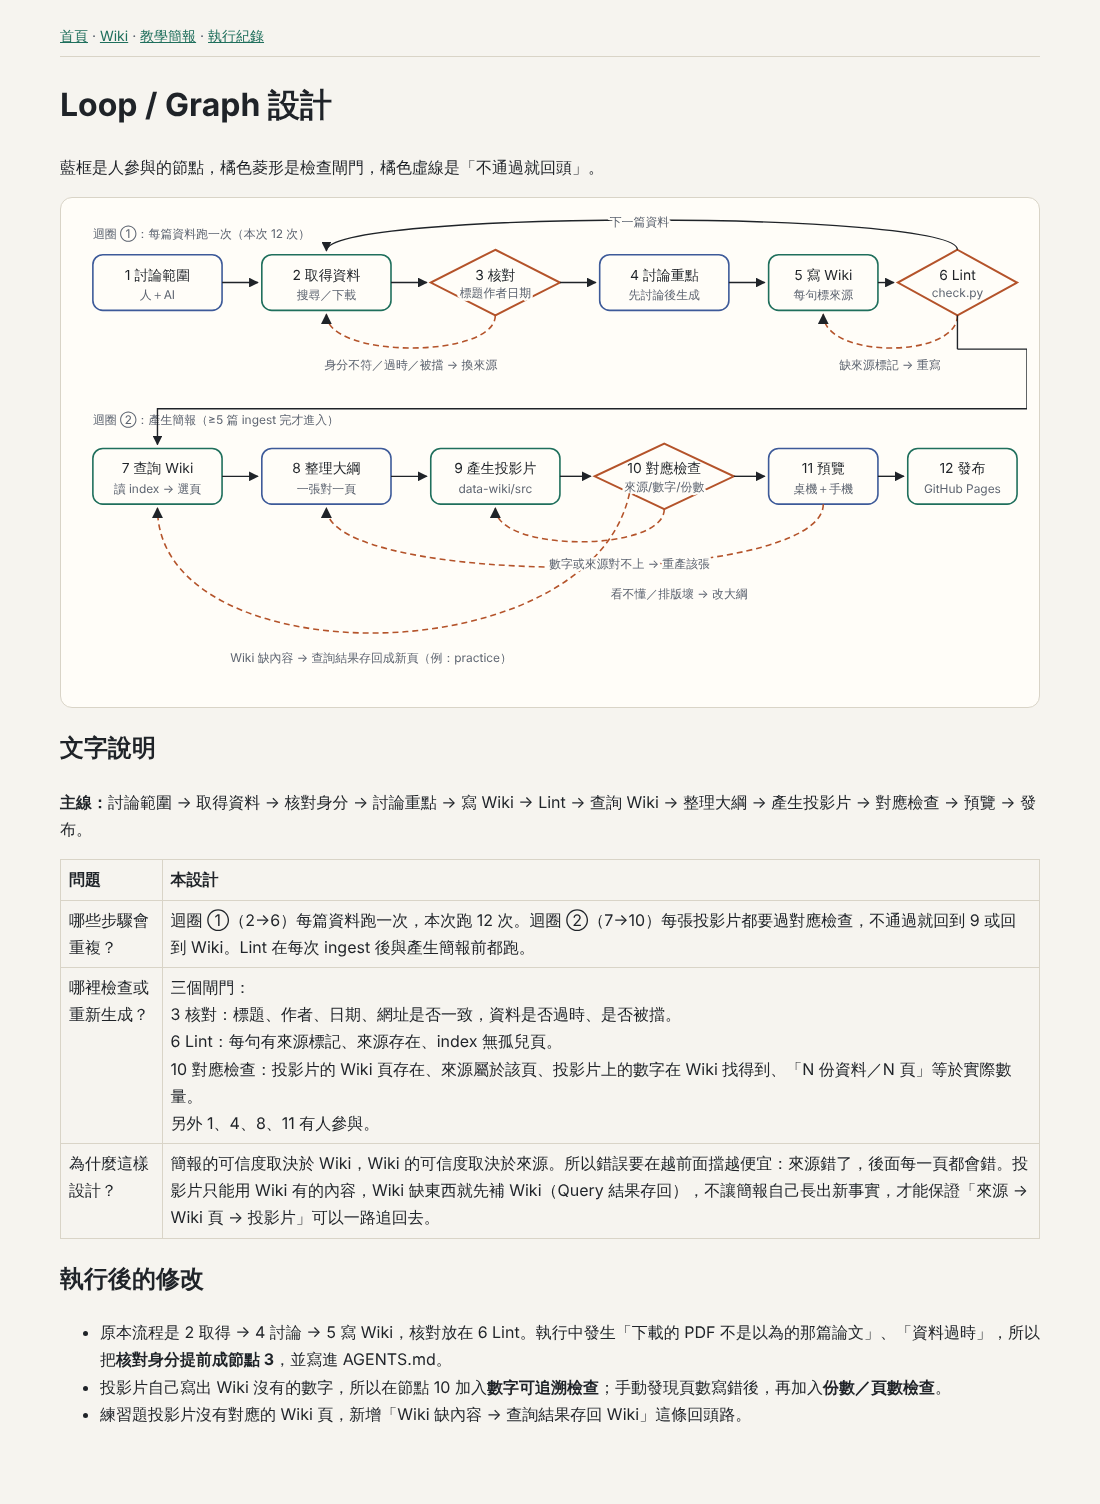 首頁 · Wiki · 教學簡報 · 執行紀錄
Loop / Graph 設計
藍框是人參與的節點，橘色菱形是檢查閘門，橘色虛線是「不通過就回頭」。
下一篇資料
迴圈 ①：每篇資料跑一次（本次 12 次）
1 討論範圍
人＋AI
2 取得資料
搜尋／下載
3 核對
標題作者日期
4 討論重點
先討論後生成
5 寫 Wiki
每句標來源
6 Lint
check.py
身分不符／過時／被擋 → 換來源
缺來源標記 → 重寫
迴圈 ②：產生簡報（≥5 篇 ingest 完才進入）
7 查詢 Wiki
讀 index → 選頁
8 整理大綱
一張對一頁
9 產生投影片
data-wiki/src
10 對應檢查
來源/數字/份數
11 預覽
桌機＋手機
12 發布
GitHub Pages
數字或來源對不上 → 重產該張
看不懂／排版壞 → 改大綱
Wiki 缺內容 → 查詢結果存回成新頁（例：practice）
文字說明
主線：討論範圍 → 取得資料 → 核對身分 → 討論重點 → 寫 Wiki → Lint → 查詢 Wiki → 整理大綱 → 產生投影片 → 對應檢查 → 預覽 → 發
布。
問題
本設計
哪些步驟會
重複？
迴圈 ①（2→6）每篇資料跑一次，本次跑 12 次。迴圈 ②（7→10）每張投影片都要過對應檢查，不通過就回到 9 或回
到 Wiki。Lint 在每次 ingest 後與產生簡報前都跑。
哪裡檢查或
重新生成？
三個閘門：
3 核對：標題、作者、日期、網址是否一致，資料是否過時、是否被擋。
6 Lint：每句有來源標記、來源存在、index 無孤兒頁。
10 對應檢查：投影片的 Wiki 頁存在、來源屬於該頁、投影片上的數字在 Wiki 找得到、「N 份資料／N 頁」等於實際數
量。
另外 1、4、8、11 有人參與。
為什麼這樣
設計？
簡報的可信度取決於 Wiki，Wiki 的可信度取決於來源。所以錯誤要在越前面擋越便宜：來源錯了，後面每一頁都會錯。投
影片只能用 Wiki 有的內容，Wiki 缺東西就先補 Wiki（Query 結果存回），不讓簡報自己長出新事實，才能保證「來源 →
Wiki 頁 → 投影片」可以一路追回去。
執行後的修改
• 原本流程是 2 取得 → 4 討論 → 5 寫 Wiki，核對放在 6 Lint。執行中發生「下載的 PDF 不是以為的那篇論文」、「資料過時」，所以
把核對身分提前成節點 3，並寫進 AGENTS.md。
• 投影片自己寫出 Wiki 沒有的數字，所以在節點 10 加入數字可追溯檢查；手動發現頁數寫錯後，再加入份數／頁數檢查。
• 練習題投影片沒有對應的 Wiki 頁，新增「Wiki 缺內容 → 查詢結果存回 Wiki」這條回頭路。